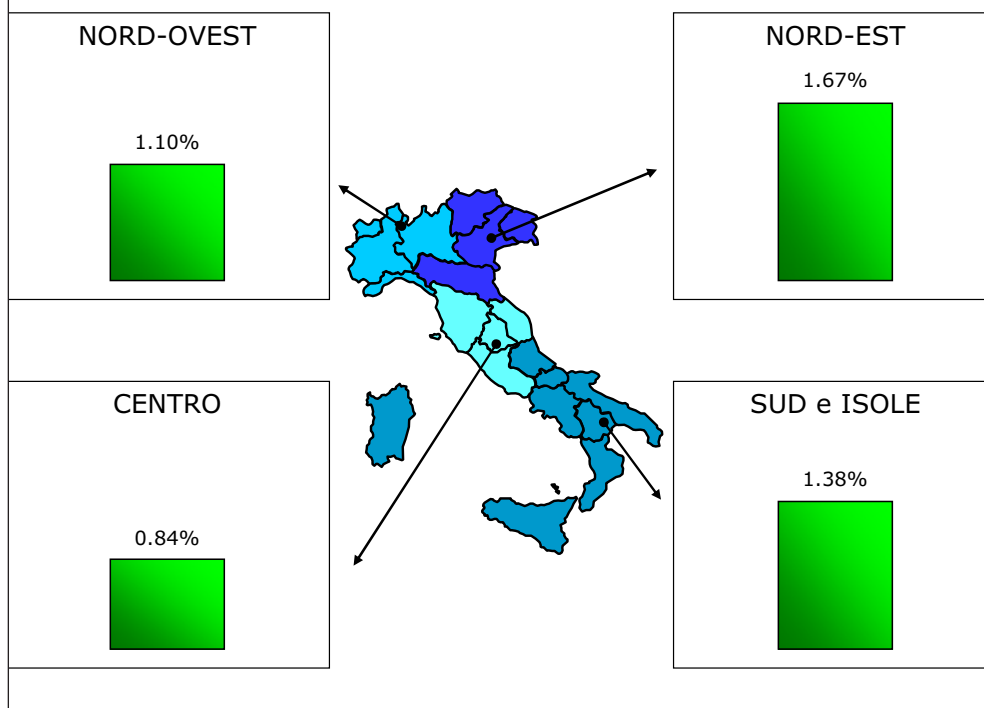 NORD-OVEST
1.10%
NORD-EST
1.67%
CENTRO
0.84%
SUD e ISOLE
1.38%